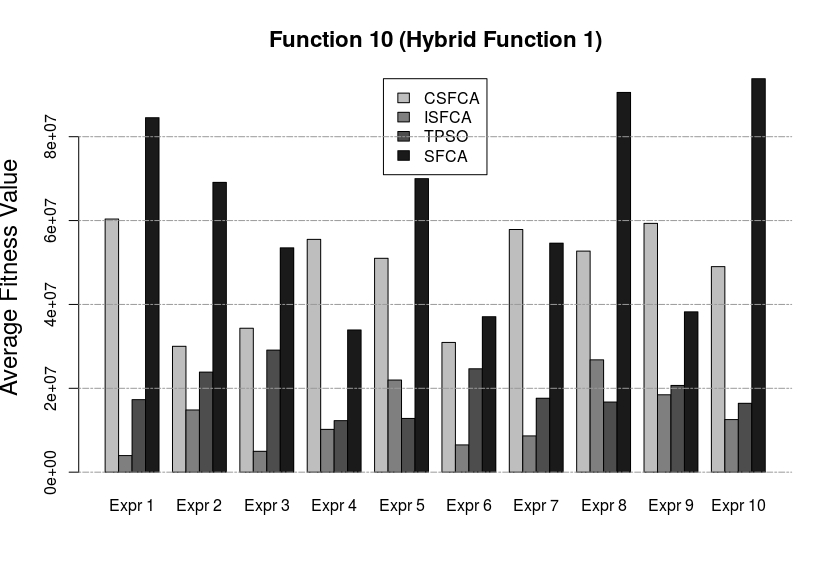 Function 10 (Hybrid Function 1)
CSFCA
ISFCA
TPSO
SFCA
Average Fitness Value
8e+07
6e+07
4e+07
2e+07
0e+00
Expr 1 Expr 2 Expr 3 Expr 4 Expr 5 Expr 6 Expr 7 Expr 8 Expr 9 Expr 10